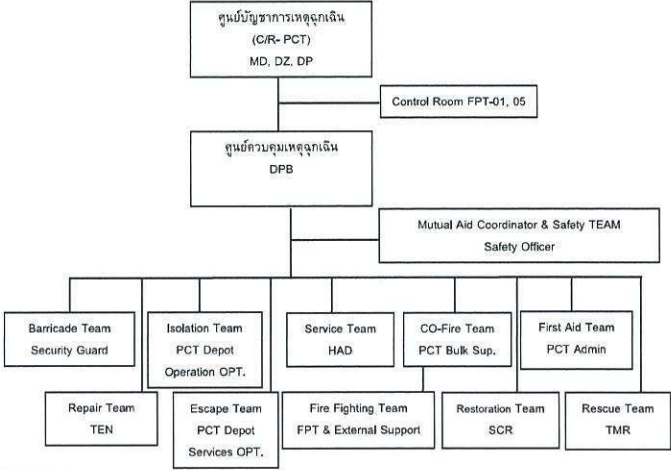 ศูนย์บัญชาการเหตุฉุกเฉิน
(C/R- PCT)
MD, DZ, DP
Control Room FPT-01, 05
ศูนย์ควบคุมเหตุฉุกเฉิน
DPB
Mutual Aid Coordinator & Safety TEAM
Safety Officer
Barricade Team
Security Guard
Isolation Team
PCT Depot
Operation OPT.
Service Team
HAD
CO-Fire Team
PCT Bulk Sup.
First Aid Team
PCT Admin
Repair Team
TEN
Escape Team
PCT Depot
Services OPT.
Fire Fighting Team
FPT & External Support
Restoration Team
SCR
Rescue Team
TMR